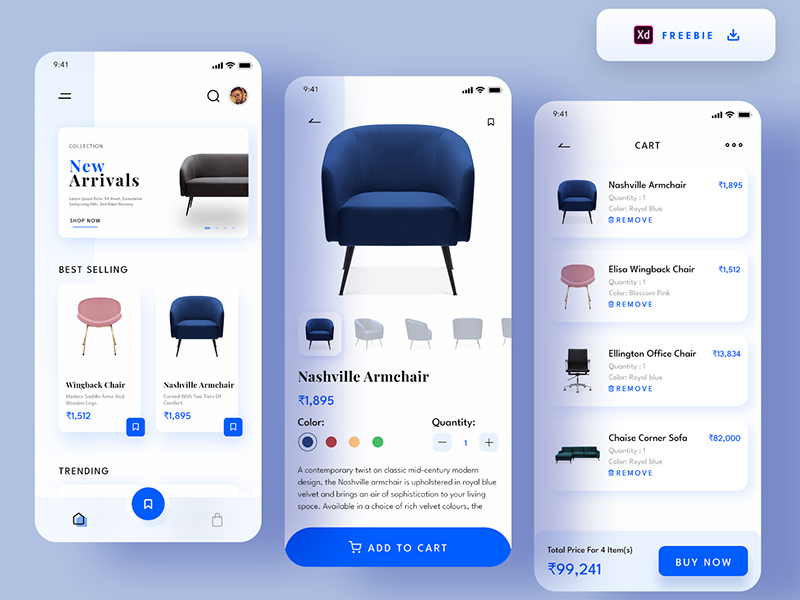 Xd FREEBIE
9:41
COLLECTION
New
Arrivals
Lorem Ipsum Dolor Sit Amet, Consetetur
Sadipscing Elitr, Sed Diam Nonumy.
SHOP NOW
BEST SELLING
Wingback Chair
Modern Saddle Arms And
Wooden Legs.
₹1,512
Nashville Armchair
Curved With Two Tiers Of
Comfort.
₹1,895
TRENDING
9:41
Nashville Armchair
₹1,895
Color:
Quantity:
1
A contemporary twist on classic mid-century modern
design, the Nashville armchair is upholstered in royal blue
velvet and brings an air of sophistication to your living
space. Available in a choice of rich velvet colours, the
ADD TO CART
9:41
CART
Nashville Armchair ₹1,895
Quantity : 1
Color: Royal Blue
REMOVE
Elisa Wingback Chair ₹1,512
Quantity : 1
Color: Blossom Pink
REMOVE
Ellington Office Chair ₹13,834
Quantity : 1
Color: Royal blue
REMOVE
Chaise Corner Sofa ₹82,000
Quantity : 1
Color: Royal blue
REMOVE
Total Price For 4 Item(s)
₹99,241
BUY NOW